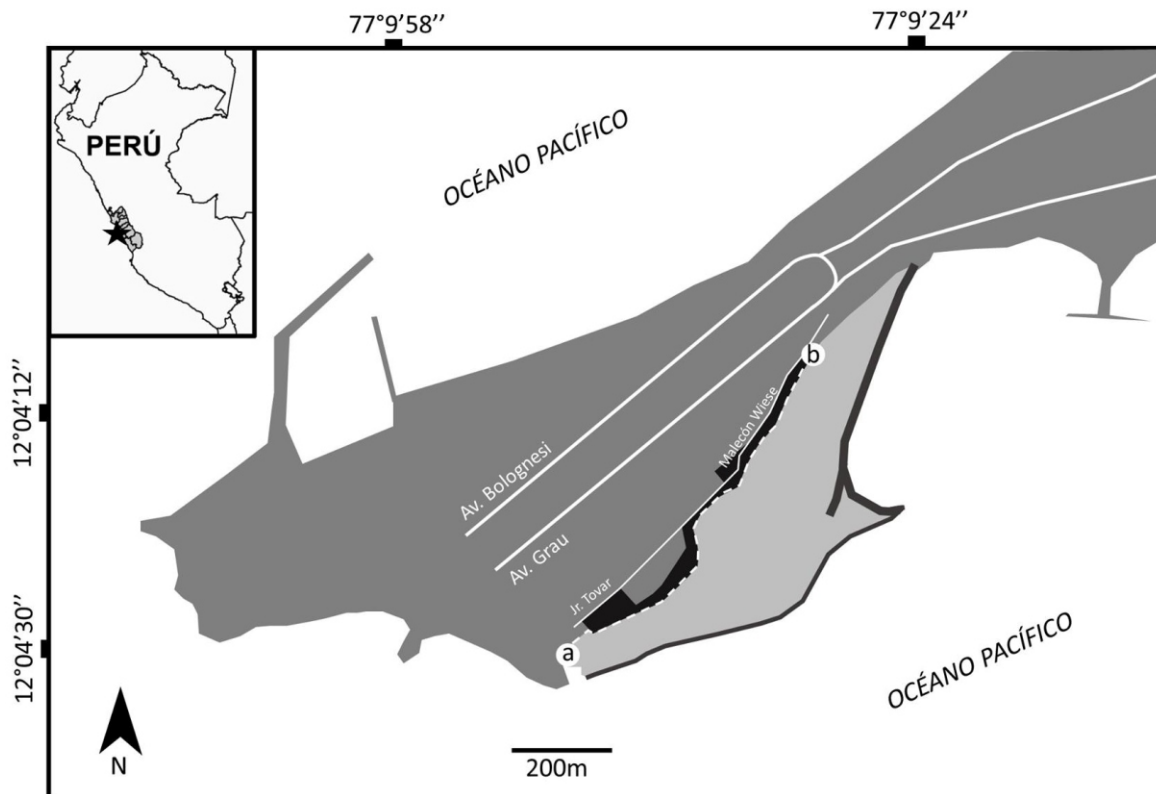 77°9’58’’
77°9’24’’
PERÚ
OCÉANO PACÍFICO
12°04’12’’
b
Malecón Wiese
Av. Bolognesi
Av. Grau
Jr. Tovar
12°04’30’’
a
OCÉANO PACÍFICO
N
200m